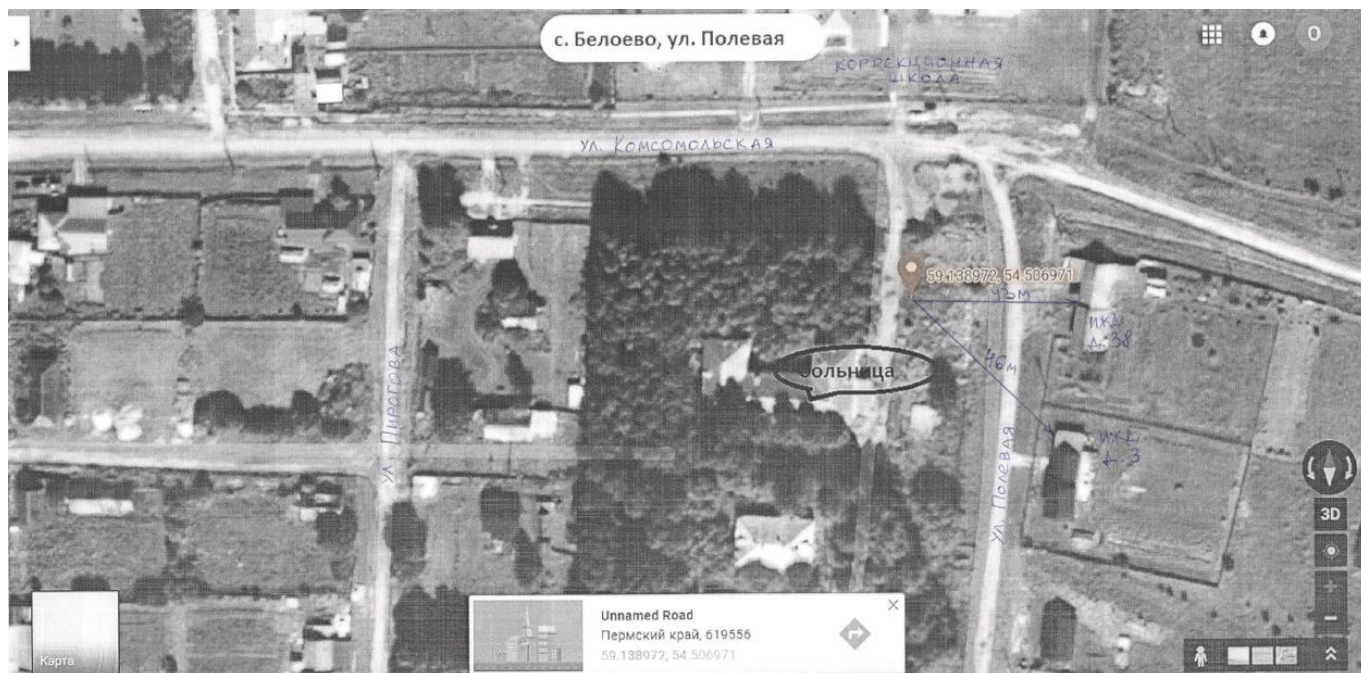 с. Белоево, ул. Полевая
О
КОРРЕКЦИОННАЯ
ШКОЛА
УЛ. КОМСОМОЛЬСКАЯ
59.138972, 54.506971
43м
ИЖД
д. 38
46м
Больница
ИЖД
д. 3
УЛ. ПИРОГОВА
УЛ. ПОЛЕВАЯ
3D
Unnamed Road
Пермский край, 619556
59.138972, 54.506971
Карта